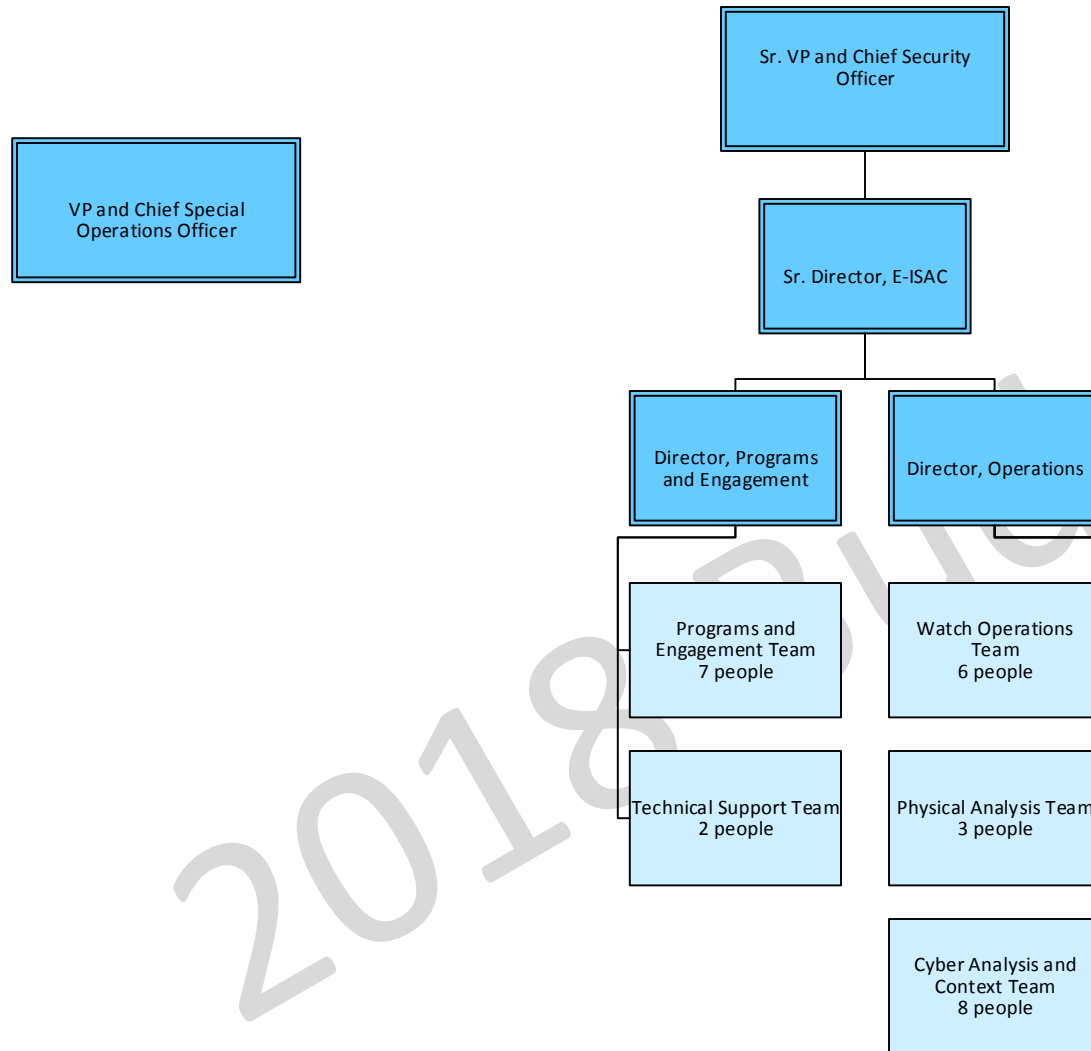 Sr. VP and Chief Security
Officer
VP and Chief Special
Operations Officer
Sr. Director, E-ISAC
Director, Programs
and Engagement
Director, Operations
Programs and
Engagement Team
7 people
Watch Operations
Team
6 people
Technical Support Team
2 people
Physical Analysis Team
3 people
Cyber Analysis and
Context Team
8 people
2018